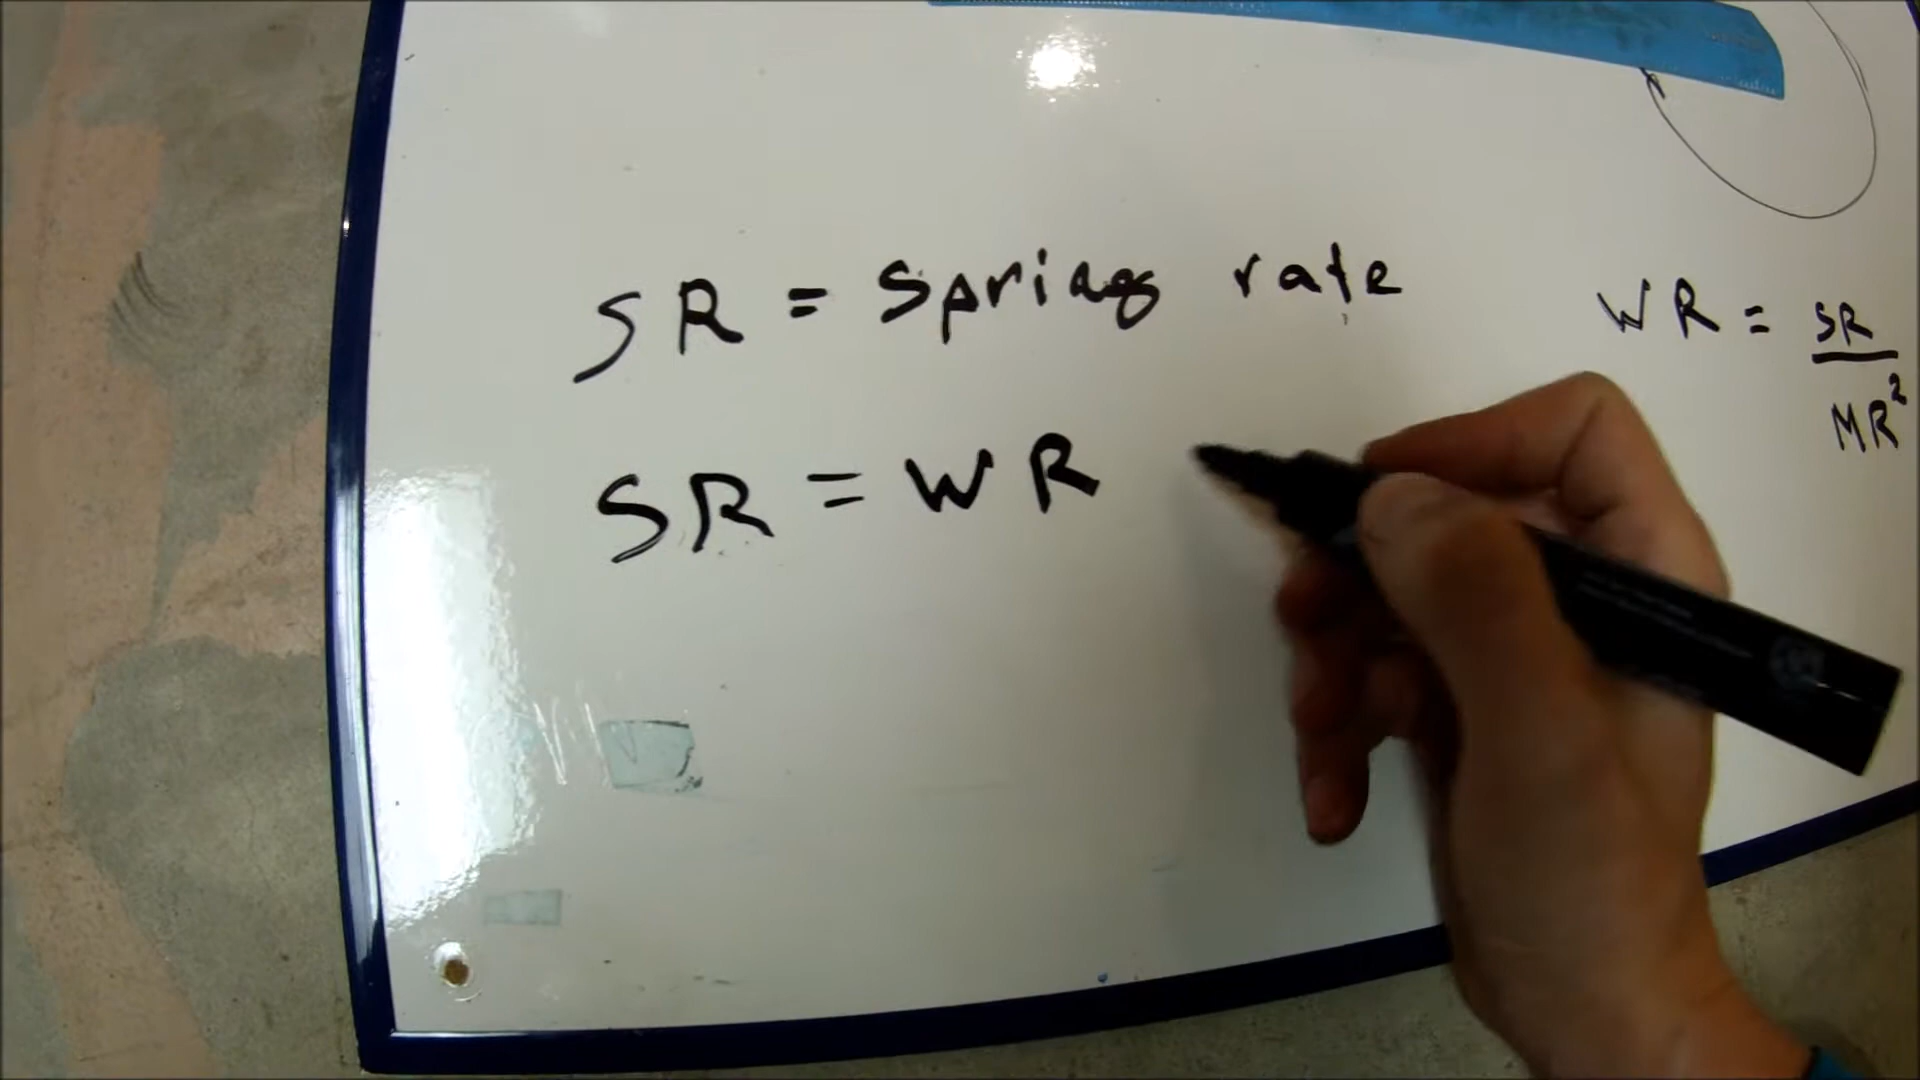 SR = Spring rate
SR = WR
WR = SR
MR²